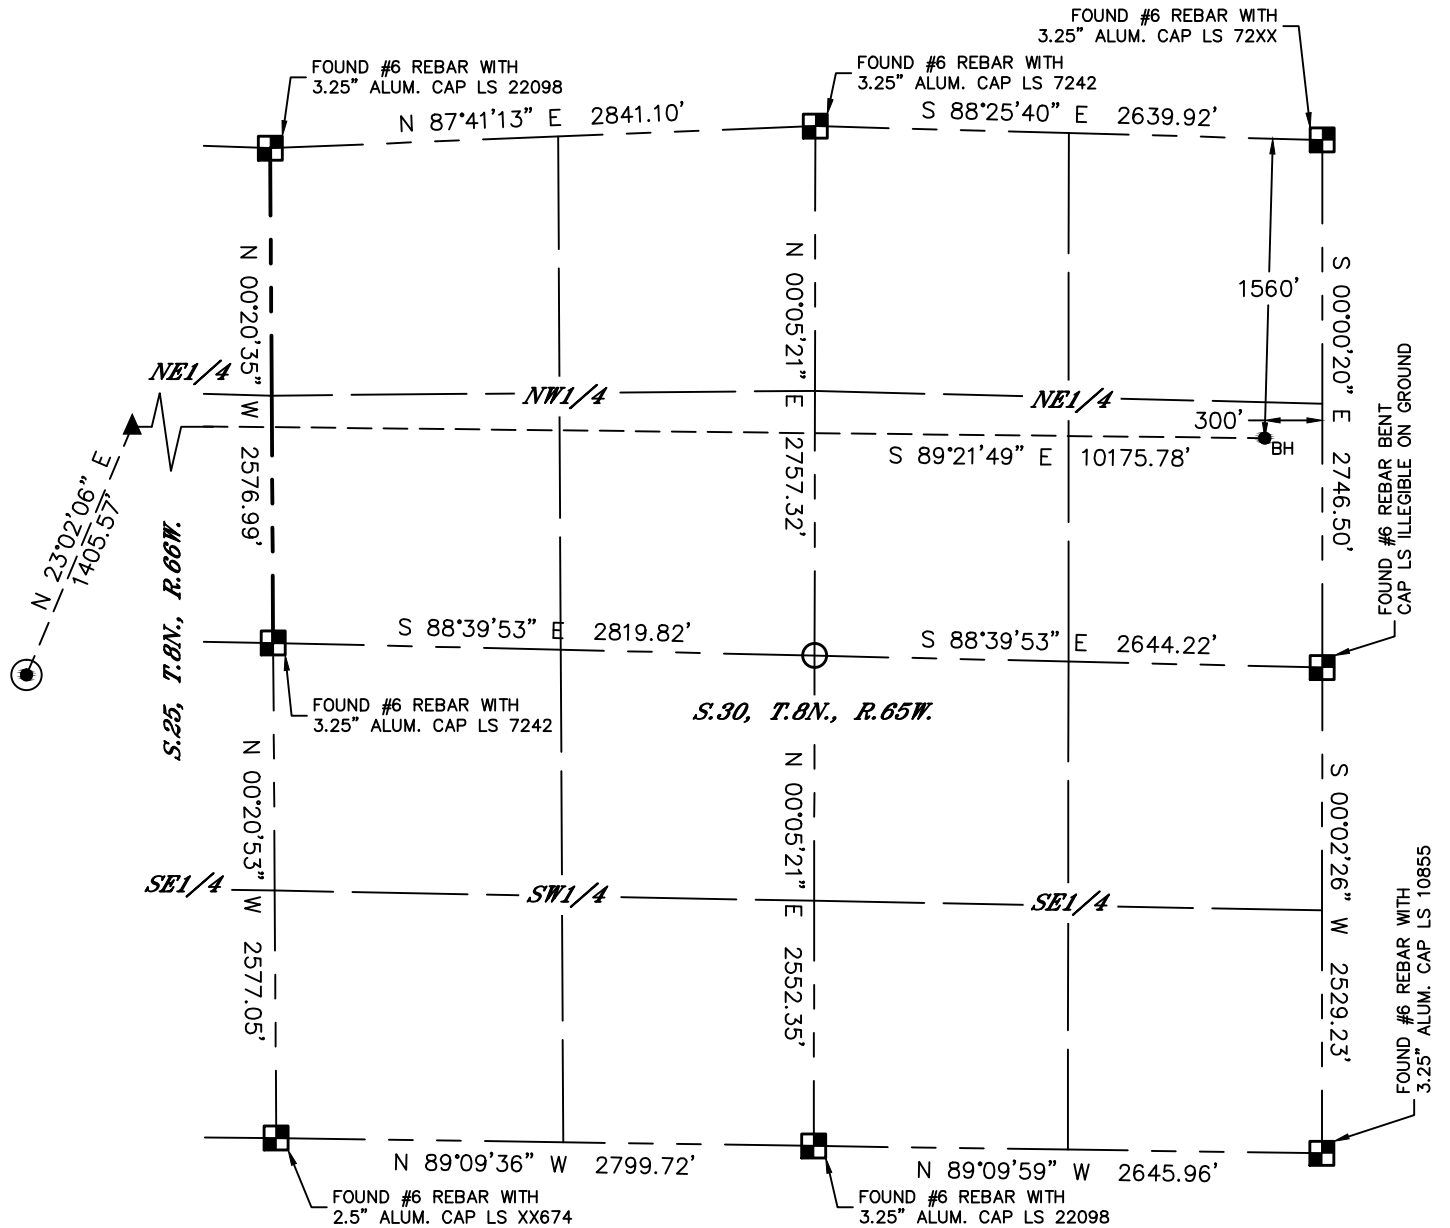 FOUND #6 REBAR WITH
3.25” ALUM. CAP LS 72XX
FOUND #6 REBAR WITH
3.25” ALUM. CAP LS 22098
FOUND #6 REBAR WITH
3.25” ALUM. CAP LS 7242
N 87°41'13” E 2841.10'
S 88°25'40” E 2639.92'
N 00°20'35” W 2576.99'
N 00°05'21” E 2757.32'
S 00°00'20” E 2746.50'
1560'
NE1/4
NW1/4
NE1/4
300'
BH
S 89°21'49” E 10175.78'
N 23°02'06” E
1405.57'
S.25, T.8N., R.66W.
FOUND #6 REBAR BENT
CAP LS ILLEGIBLE ON GROUND
S 88°39'53” E 2819.82'
S 88°39'53” E 2644.22'
FOUND #6 REBAR WITH
3.25” ALUM. CAP LS 7242
S.30, T.8N., R.65W.
N 00°20'53” W 2577.05'
N 00°05'21” E 2552.35'
S 00°02'26” W 2529.23'
SE1/4
SW1/4
SE1/4
FOUND #6 REBAR WITH
3.25” ALUM. CAP LS 10855
N 89°09'36” W 2799.72'
N 89°09'59” W 2645.96'
FOUND #6 REBAR WITH
2.5” ALUM. CAP LS XX674
FOUND #6 REBAR WITH
3.25” ALUM. CAP LS 22098